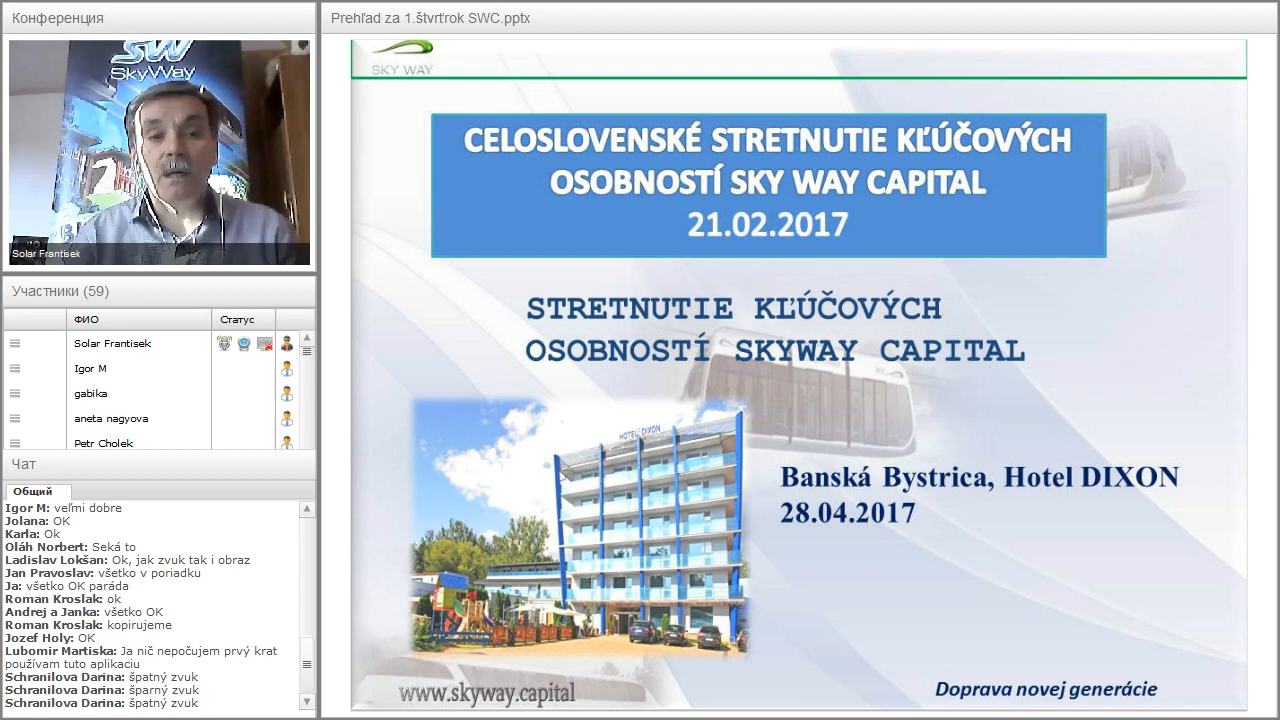 Конференция
SW
SkyWay
Solar Frantisek
Участники (59)
ФИО
Статус
Solar Frantisek
Igor M
gabika
aneta nagyova
Petr Cholek
Чат
Общий
Igor M: veľmi dobre
Jolana: OK
Karla: Ok
Oláh Norbert: Seká to
Ladislav Lokšan: Ok, jak zvuk tak i obraz
Jan Pravoslav: všetko v poriadku
Ja: všetko OK paráda
Roman Kroslak: ok
Andrej a Janka: všetko OK
Roman Kroslak: kopirujeme
Jozef Holy: OK
Lubomir Martiska: Ja nič nepočujem prvý krat
použivam tuto aplikaciu
Schranilova Darina: špatný zvuk
Schranilova Darina: šparný zvuk
Schranilova Darina: špatný zvuk
Prehľad za 1.štvrťrok SWC.pptx
SKY WAY
CELOSLOVENSKÉ STRETNUTIE KĽÚČOVÝCH
OSOBNOSTÍ SKY WAY CAPITAL
21.02.2017
STRETNUTIE KĽÚČOVÝCH
OSOBNOSTÍ SKYWAY CAPITAL
HOTEL DIXON
Banská Bystrica, Hotel DIXON
28.04.2017
www.skyway.capital
Doprava novej generácie